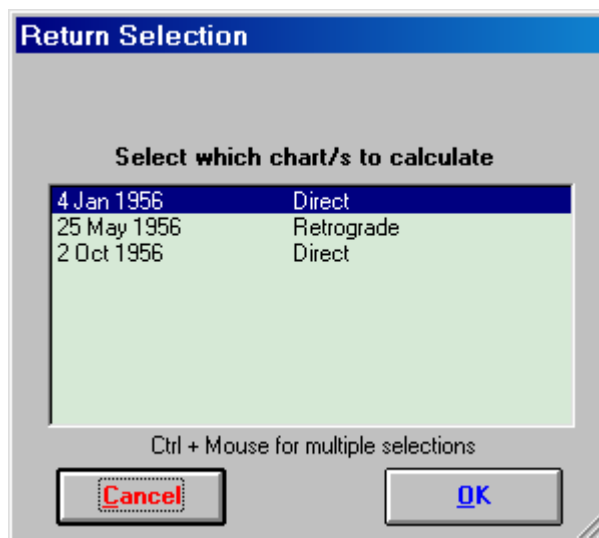 Return Selection
Select which chart/s to calculate
4 Jan 1956 Direct
25 May 1956 Retrograde
2 Oct 1956 Direct
Ctrl + Mouse for multiple selections
Cancel OK